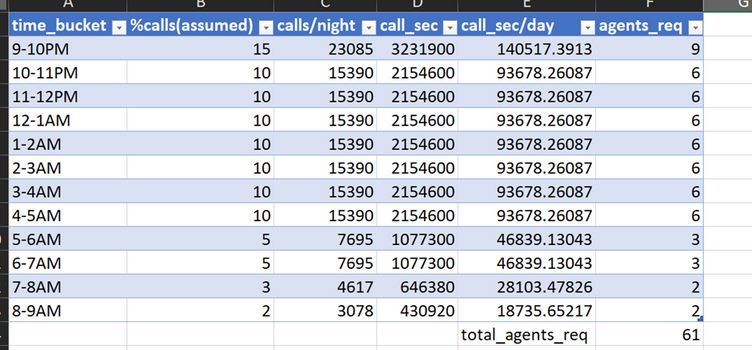 A B C D E F G
time_bucket %calls(assumed) calls/night call_sec call_sec/day agents_req
9-10PM 15 23085 3231900 140517.3913 9
10-11PM 10 15390 2154600 93678.26087 6
11-12PM 10 15390 2154600 93678.26087 6
12-1AM 10 15390 2154600 93678.26087 6
1-2AM 10 15390 2154600 93678.26087 6
2-3AM 10 15390 2154600 93678.26087 6
3-4AM 10 15390 2154600 93678.26087 6
4-5AM 10 15390 2154600 93678.26087 6
5-6AM 5 7695 1077300 46839.13043 3
6-7AM 5 7695 1077300 46839.13043 3
7-8AM 3 4617 646380 28103.47826 2
8-9AM 2 3078 430920 18735.65217 2
total_agents_req 61